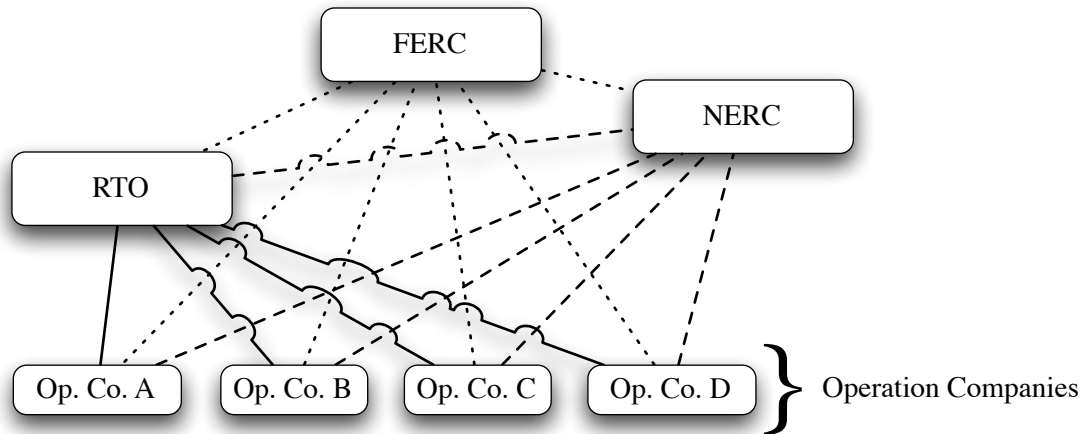 FERC
NERC
RTO
Op. Co. A
Op. Co. B
Op. Co. C
Op. Co. D
Operation Companies